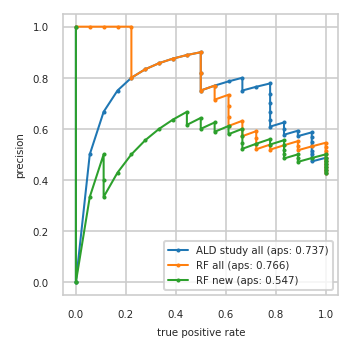 1.0
0.8
0.6
0.4
0.2
0.0
precision
ALD study all (aps: 0.737)
RF all (aps: 0.766)
RF new (aps: 0.547)
0.0 0.2 0.4 0.6 0.8 1.0
true positive rate